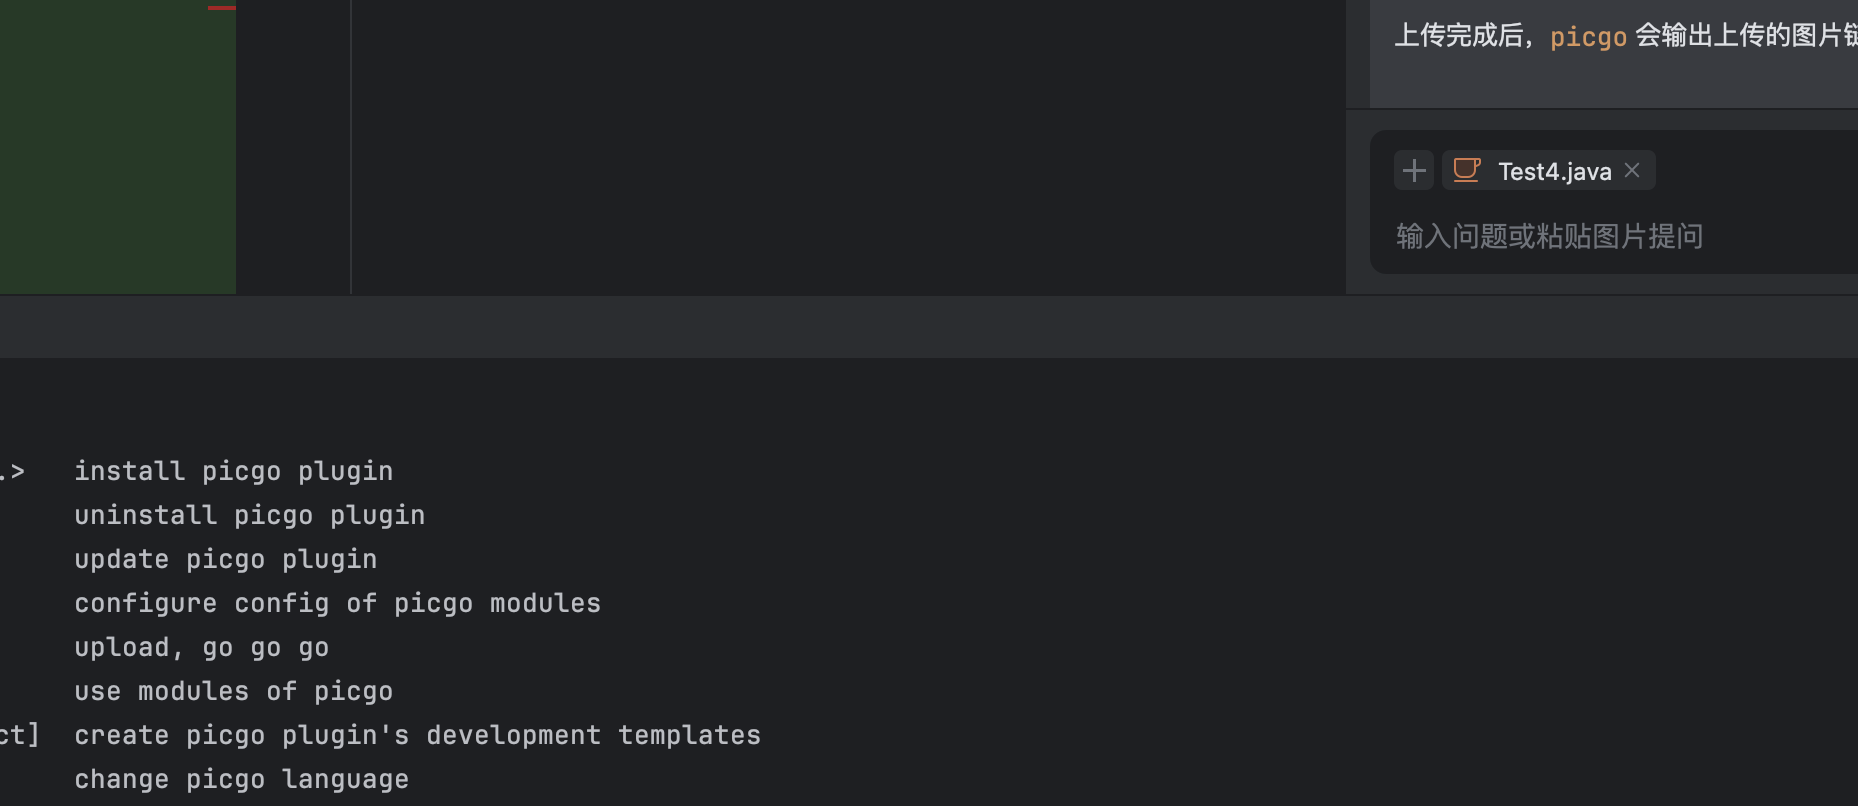 上传完成后，picgo 会输出上传的图片链
Test4.java
输入问题或粘贴图片提问
.> install picgo plugin
uninstall picgo plugin
update picgo plugin
configure config of picgo modules
upload, go go go
use modules of picgo
ct] create picgo plugin's development templates
change picgo language